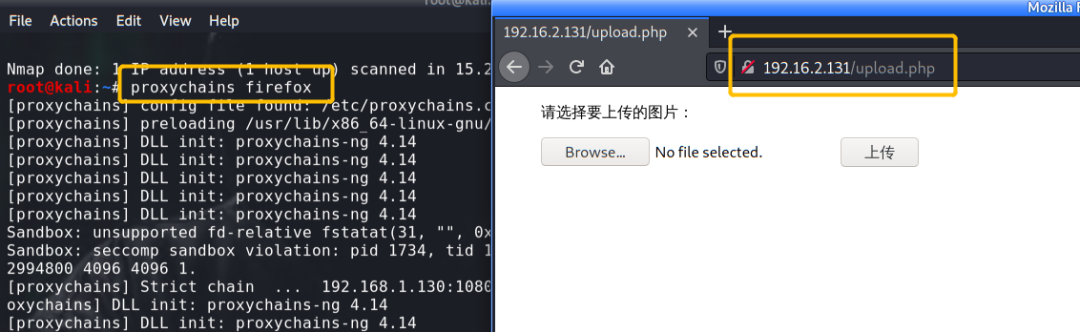 root@kali:
File Actions Edit View Help
Nmap done: 1 IP address (1 host up) scanned in 15.2
root@kali:~# proxychains firefox
[proxychains] config file found: /etc/proxychains.c
[proxychains] preloading /usr/lib/x86_64-linux-gnu/
[proxychains] DLL init: proxychains-ng 4.14
[proxychains] DLL init: proxychains-ng 4.14
[proxychains] DLL init: proxychains-ng 4.14
[proxychains] DLL init: proxychains-ng 4.14
[proxychains] DLL init: proxychains-ng 4.14
Sandbox: unsupported fd-relative fstatat(31, "", 0x
Sandbox: seccomp sandbox violation: pid 1734, tid 1
2994800 4096 4096 1.
[proxychains] Strict chain ... 192.168.1.130:1080
oxychains] DLL init: proxychains-ng 4.14
[proxychains] DLL init: proxychains-ng 4.14
Mozilla F
192.16.2.131/upload.php
192.16.2.131/upload.php
请选择要上传的图片：
Browse... No file selected. 上传